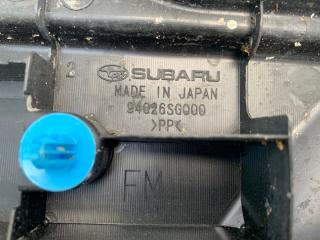 2 SUBARU
MADE IN JAPAN
94026SG000
>PP<
FM